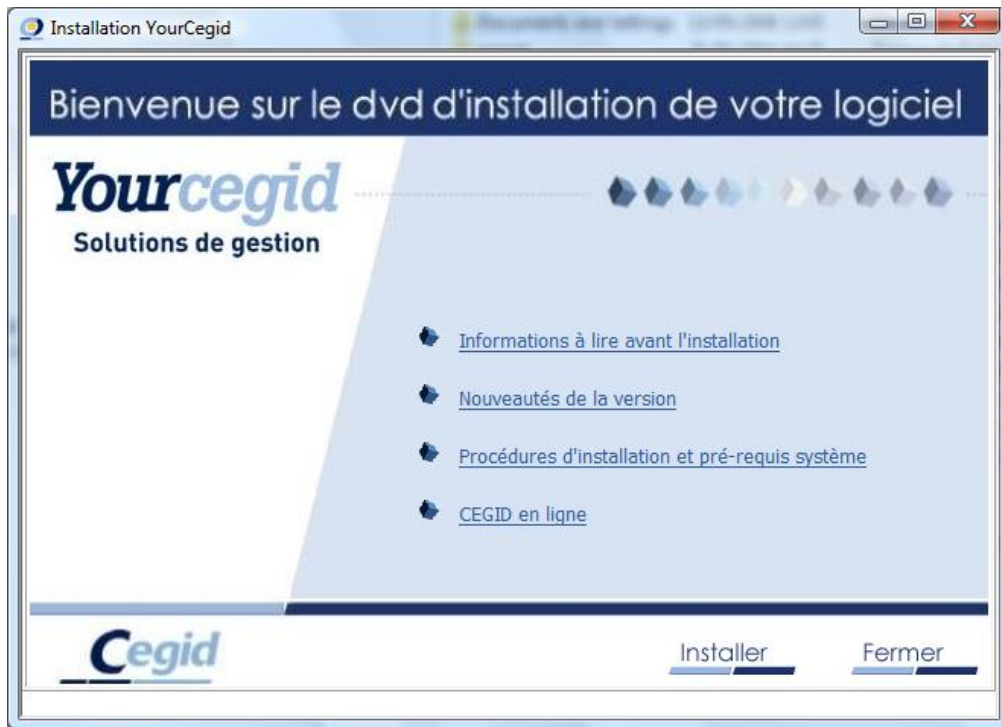 Installation YourCegid
Bienvenue sur le dvd d'installation de votre logiciel
Yourcegid
Solutions de gestion
Informations à lire avant l'installation
Nouveautés de la version
Procédures d'installation et pré-requis système
CEGID en ligne
Cegid
Installer
Fermer